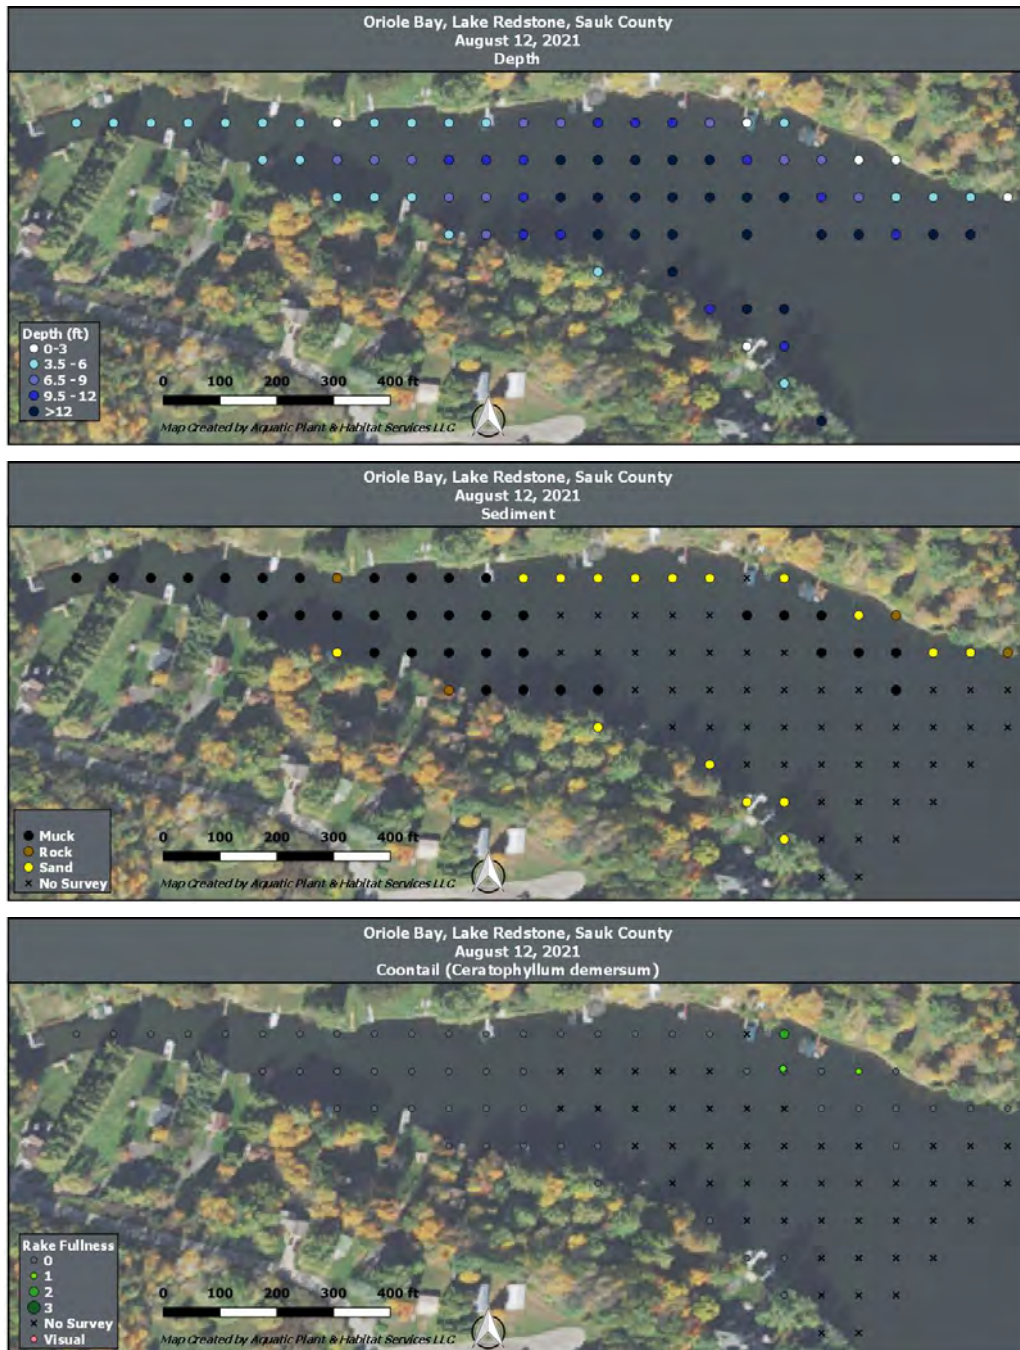 Oriole Bay, Lake Redstone, Sauk County
August 12, 2021
Depth
Depth (ft)
0-3
3.5 - 6
6.5 - 9
9.5 - 12
>12
0 100 200 300 400 ft
Map Created by Aquatic Plant & Habitat Services LLC
Oriole Bay, Lake Redstone, Sauk County
August 12, 2021
Sediment
Muck
Rock
Sand
No Survey
0 100 200 300 400 ft
Map Created by Aquatic Plant & Habitat Services LLC
Oriole Bay, Lake Redstone, Sauk County
August 12, 2021
Coontail (Ceratophyllum demersum)
Rake Fullness
0
1
2
3
No Survey
Visual
0 100 200 300 400 ft
Map Created by Aquatic Plant & Habitat Services LLC